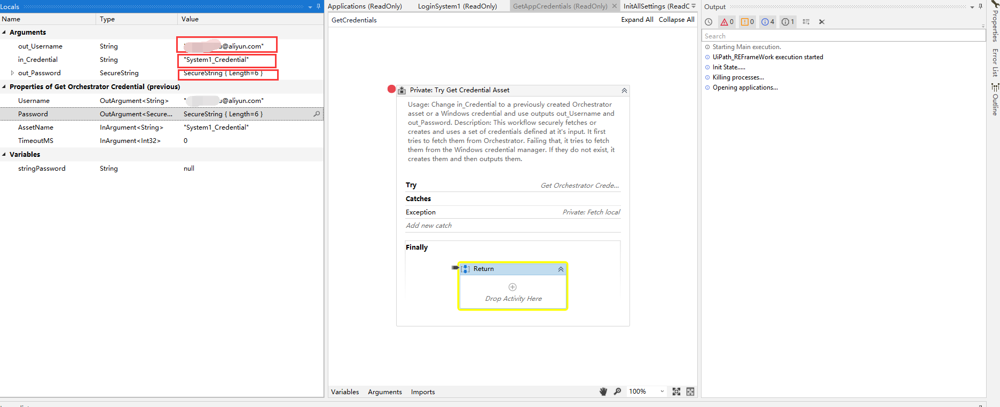 Locals
Name Type Value
Arguments
out_Username String u@aliyun.com"
in_Credential String "System1_Credential"
out_Password SecureString SecureString { Length=6 }
Properties of Get Orchestrator Credential (previous)
Username OutArgument<String> " u@aliyun.com"
Password OutArgument<Secure... SecureString { Length=6 }
AssetName InArgument<String> "System1_Credential"
TimeoutMS InArgument<Int32> 0
Variables
stringPassword String null
Applications (ReadOnly) LoginSystem1 (ReadOnly) GetAppCredentials (ReadOnly) InitAllSettings (ReadC
GetCredentials Expand All Collapse All
Private: Try Get Credential Asset
Usage: Change in_Credential to a previously created Orchestrator
asset or a Windows credential and use outputs out_Username and
out_Password. Description: This workflow securely fetches or
creates and uses a set of credentials defined at it's input. It first
tries to fetch them from Orchestrator. Failing that, it tries to fetch
them from the Windows credential manager. If they do not exist, it
creates them and then outputs them.
Try Get Orchestrator Crede...
Catches
Exception Private: Fetch local
Add new catch
Finally
Return
Drop Activity Here
Variables Arguments Imports 100%
Output
0 0 4 1
Search
Starting Main execution.
UiPath_REFrameWork execution started
Init State.....
Killing processes...
Opening applications...
Properties
Error List
Outline